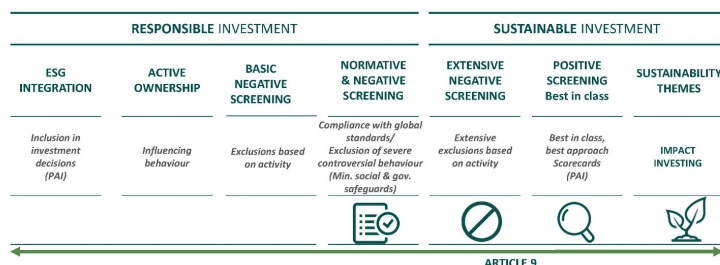 RESPONSIBLE INVESTMENT
SUSTAINABLE INVESTMENT
ESG
INTEGRATION
ACTIVE
OWNERSHIP
BASIC
NEGATIVE
SCREENING
NORMATIVE
& NEGATIVE
SCREENING
EXTENSIVE
NEGATIVE
SCREENING
POSITIVE
SCREENING
Best in class
SUSTAINABILITY
THEMES
Inclusion in
investment
decisions
(PAI)
Influencing
behaviour
Exclusions based
on activity
Compliance with global
standards/
Exclusion of severe
controversial behaviour
(Min. social & gov.
safeguards)
Extensive
exclusions based
on activity
Best in class,
best approach
Scorecards
(PAI)
IMPACT
INVESTING
ARTICLE 9